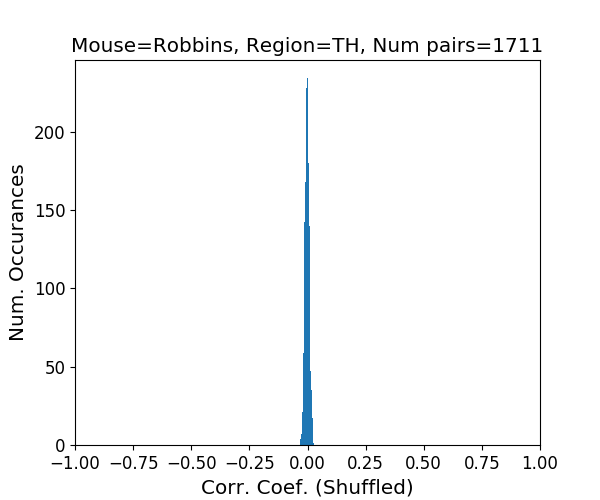 Mouse=Robbins, Region=TH, Num pairs=1711
Num. Occurances
200
150
100
50
0
−1.00 −0.75 −0.50 −0.25 0.00 0.25 0.50 0.75 1.00
Corr. Coef. (Shuffled)